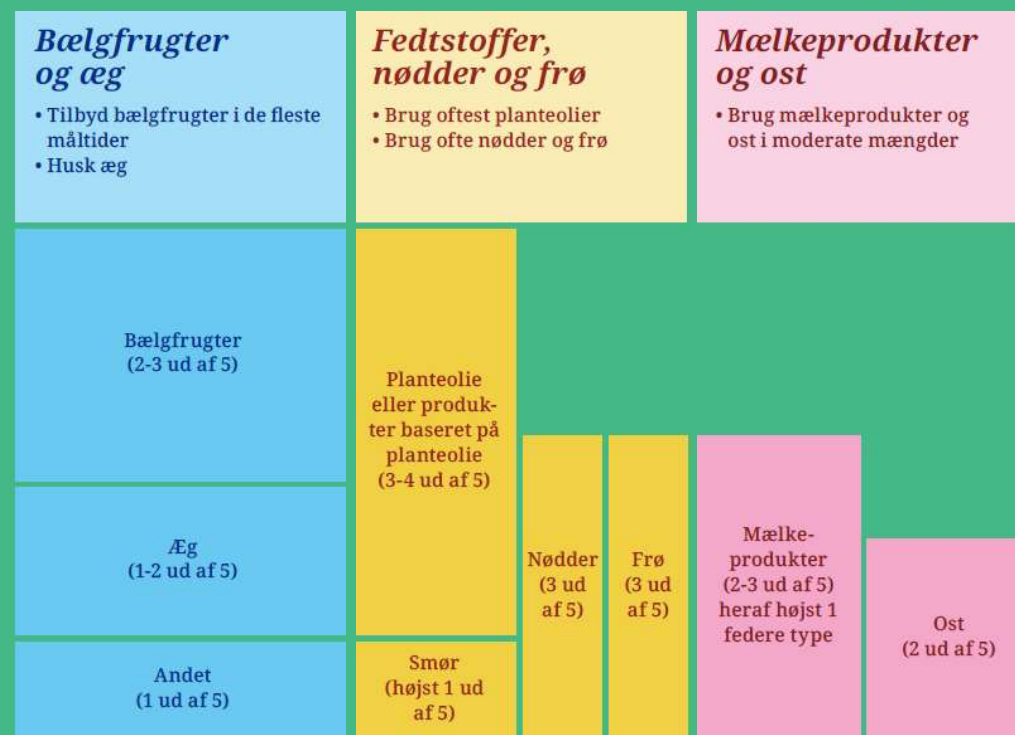 Bælgfrugter
og æg
• Tilbyd bælgfrugter i de fleste
måltider
• Husk æg
Fedtstoffer,
nødder og frø
• Brug oftest planteolier
• Brug ofte nødder og frø
Mælkeprodukter
og ost
• Brug mælkeprodukter og
ost i moderate mængder
Bælgfrugter
(2-3 ud af 5)
Æg
(1-2 ud af 5)
Andet
(1 ud af 5)
Planteolie
eller produk-
ter baseret på
planteolie
(3-4 ud af 5)
Smør
(højst 1 ud
af 5)
Nødder
(3 ud
af 5)
Frø
(3 ud
af 5)
Mælke-
produkter
(2-3 ud af 5)
heraf højst 1
federe type
Ost
(2 ud af 5)